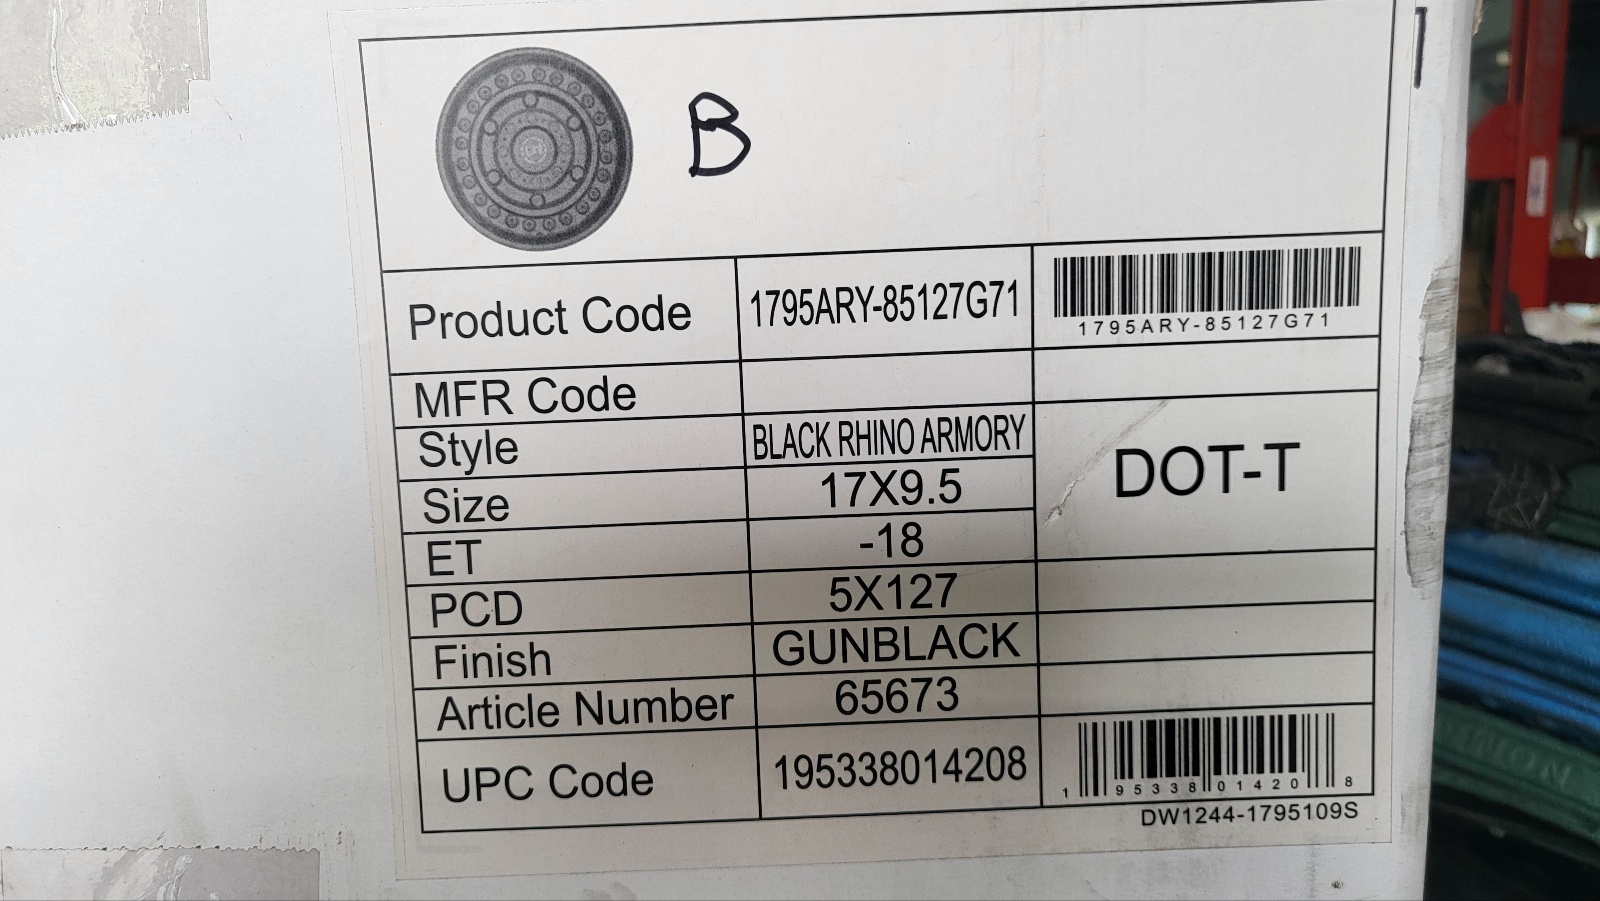 B
Product Code 1795ARY-85127G71
1795ARY-85127G71
MFR Code
Style BLACK RHINO ARMORY
Size 17X9.5
DOT-T
ET -18
PCD 5X127
Finish GUNBLACK
Article Number 65673
UPC Code 195338014208
1 95338 01420 8
DW1244-1795109S